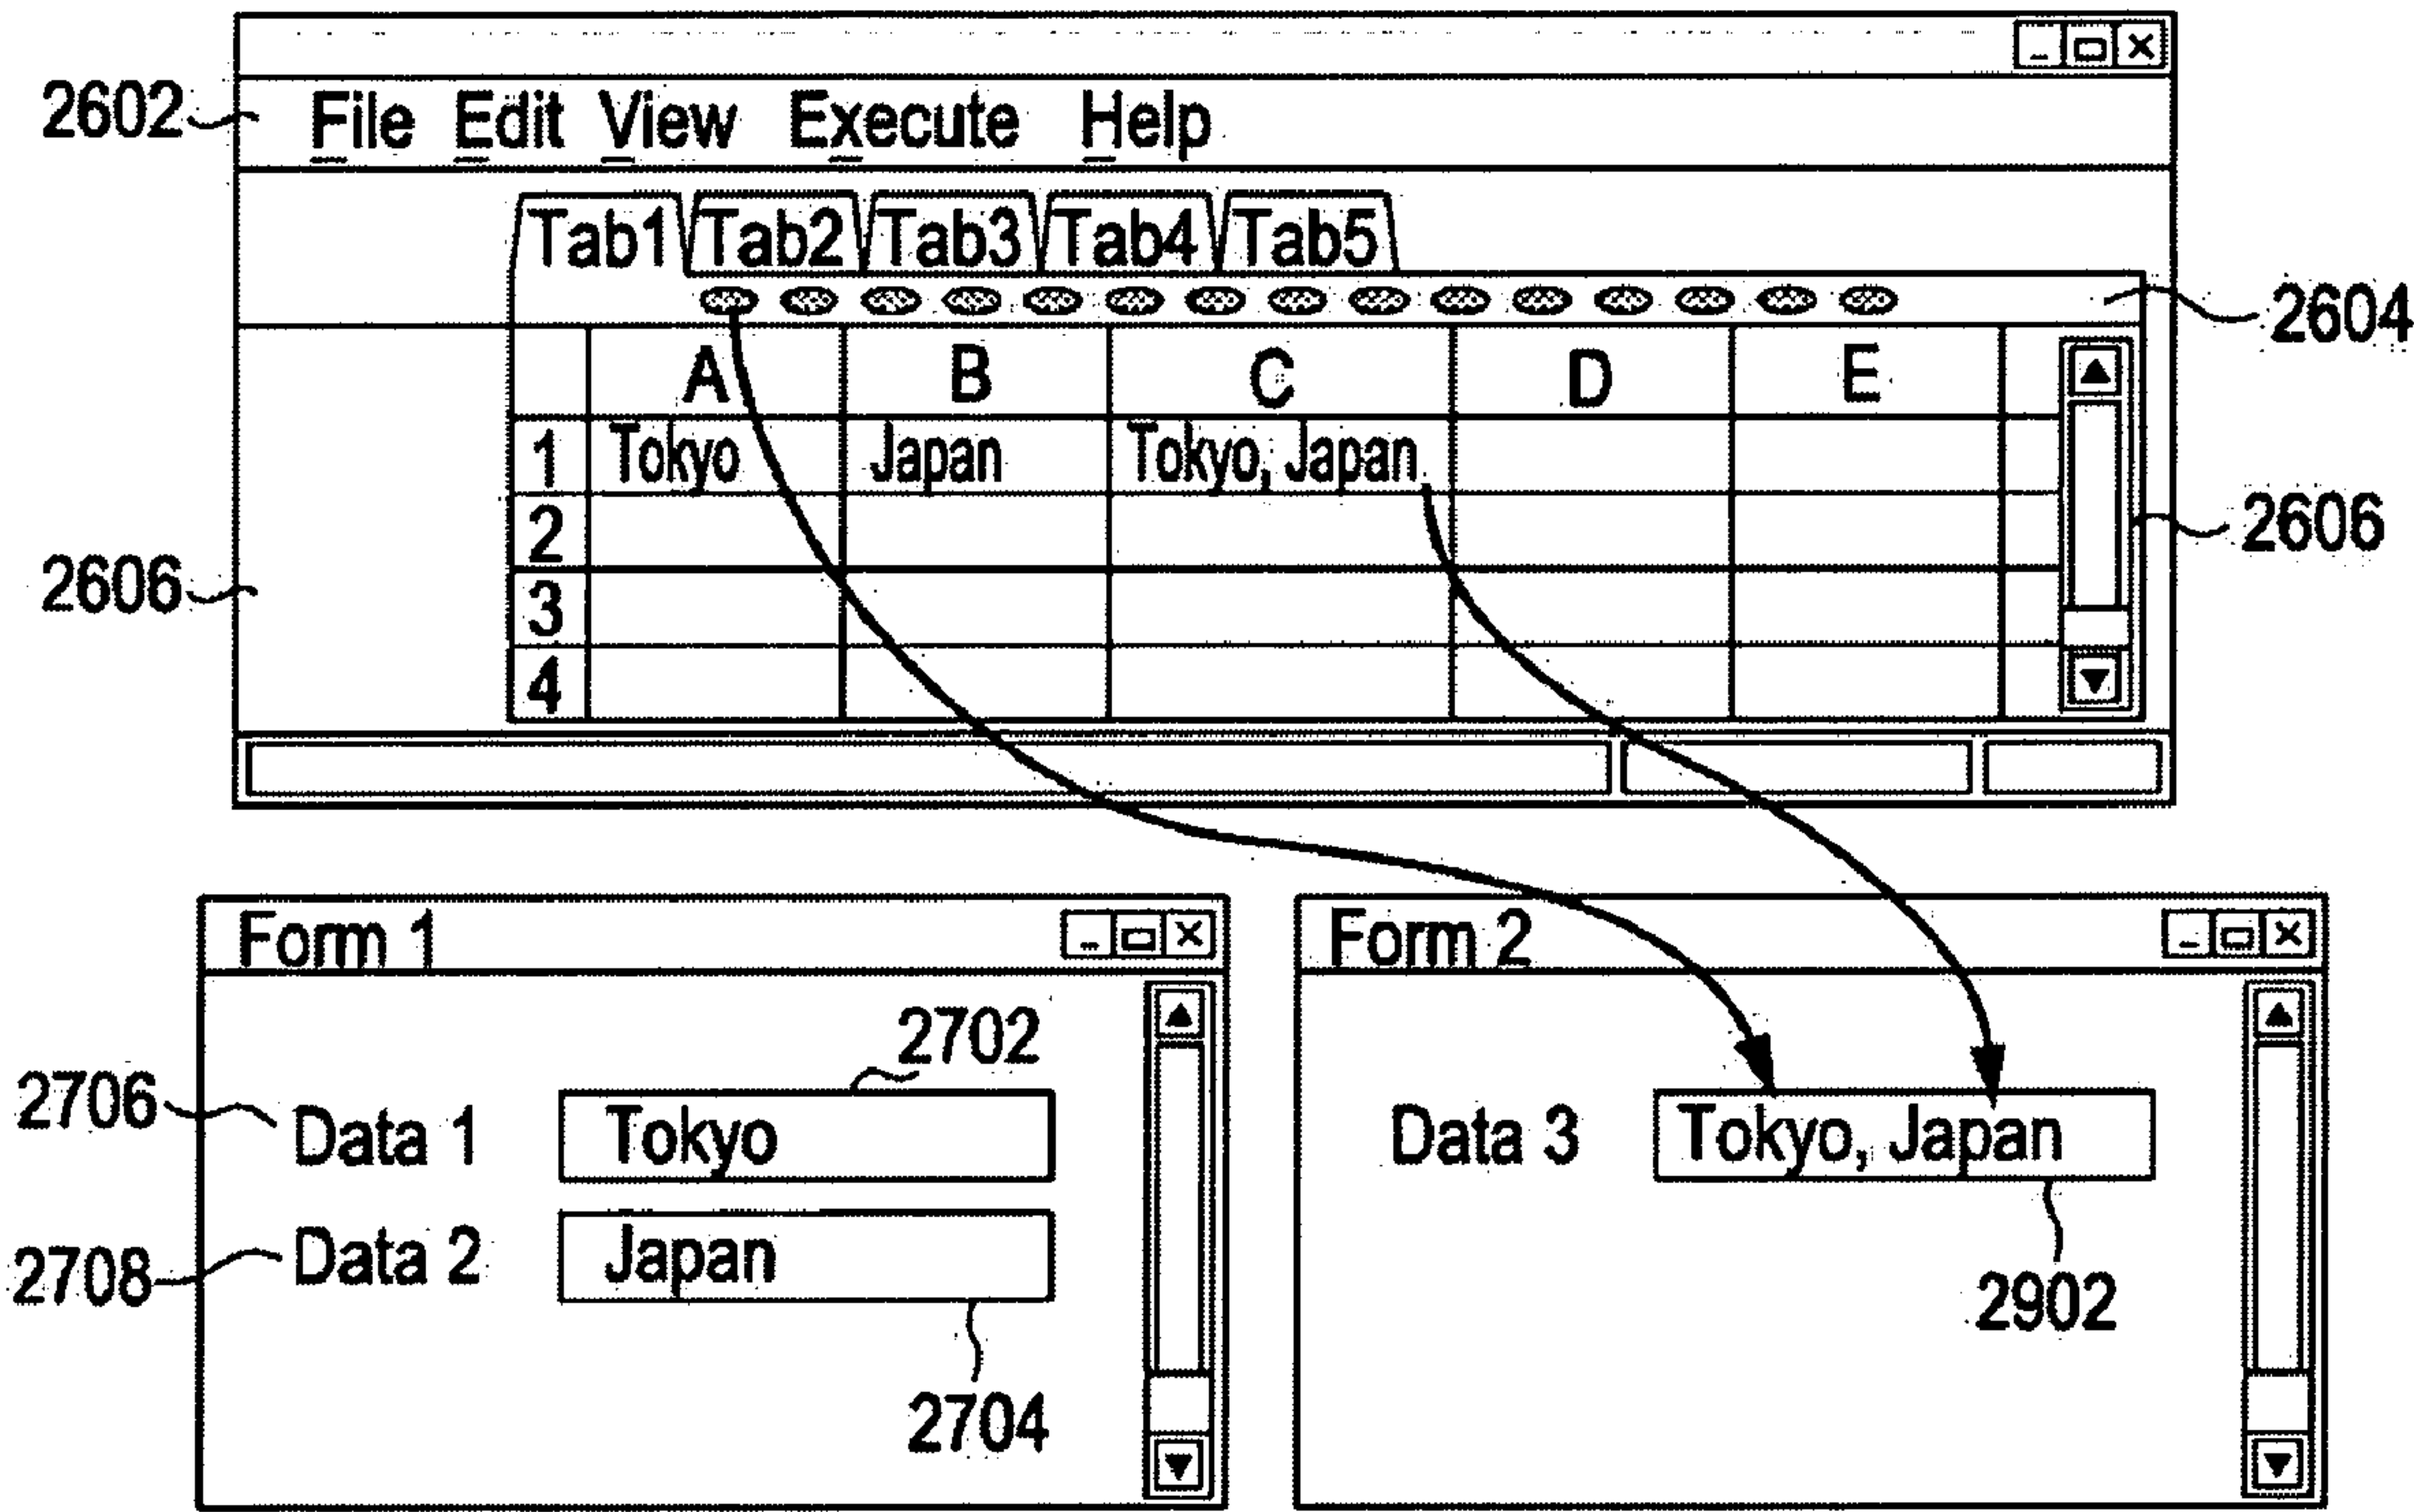 2602 File Edit View Execute Help
Tab1 Tab2 Tab3 Tab4 Tab5
2604
A B C D E
1 Tokyo Japan Tokyo, Japan
2 2606
2606 3
4
Form 1
Form 2
2702
2706 Data 1 Tokyo
Data 3 Tokyo, Japan
2708 Data 2 Japan
2902
2704